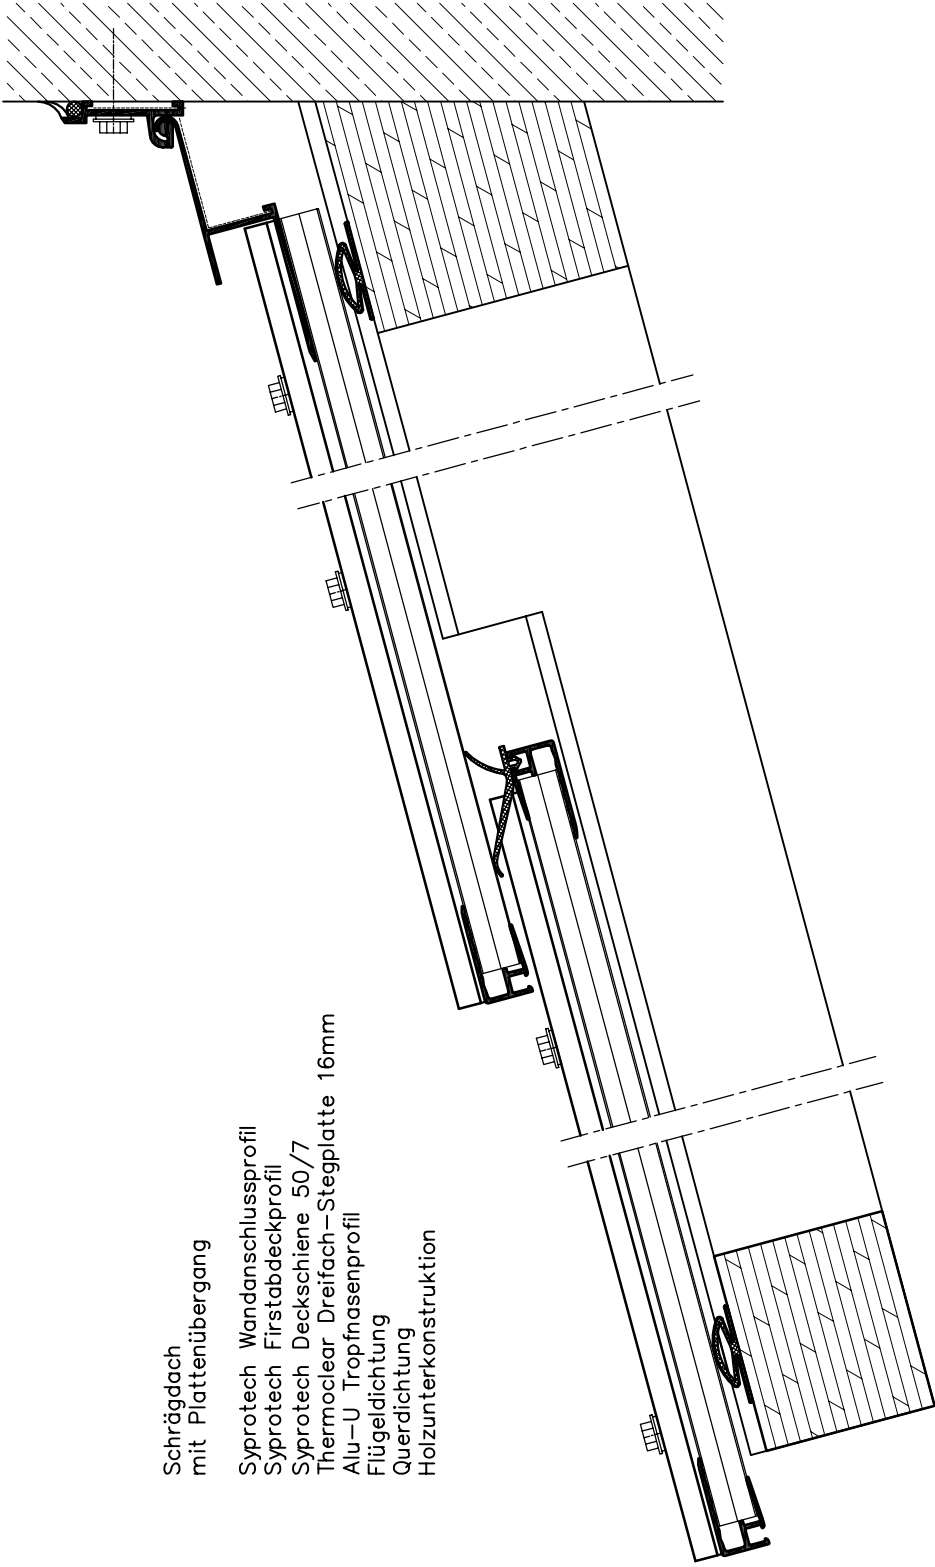 Schrägdach
mit Plattenübergang
Syprotech Wandanschlussprofil
Syprotech Firstabdeckprofil
Syprotech Deckschiene 50/7
Thermoclear Dreifach-Stegplatte 16mm
Alu-U Tropfnasenprofil
Flügeldichtung
Querdichtung
Holzunterkonstruktion